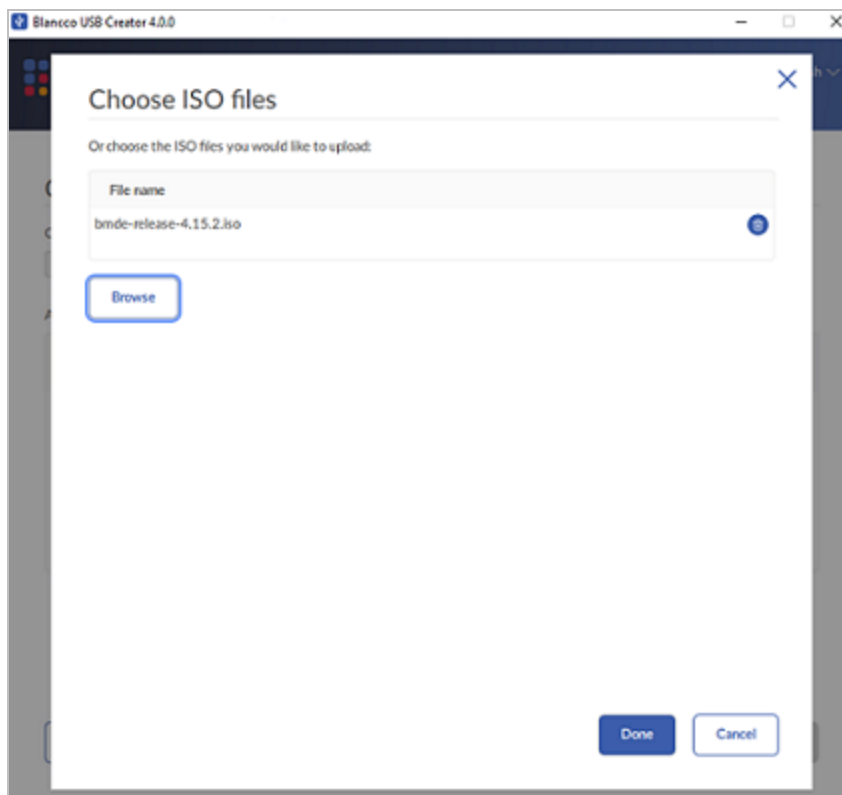 Blancco USB Creator 4.0.0
Choose ISO files
Or choose the ISO files you would like to upload:
File name
bmde-release-4.15.2.iso
Browse
Done
Cancel